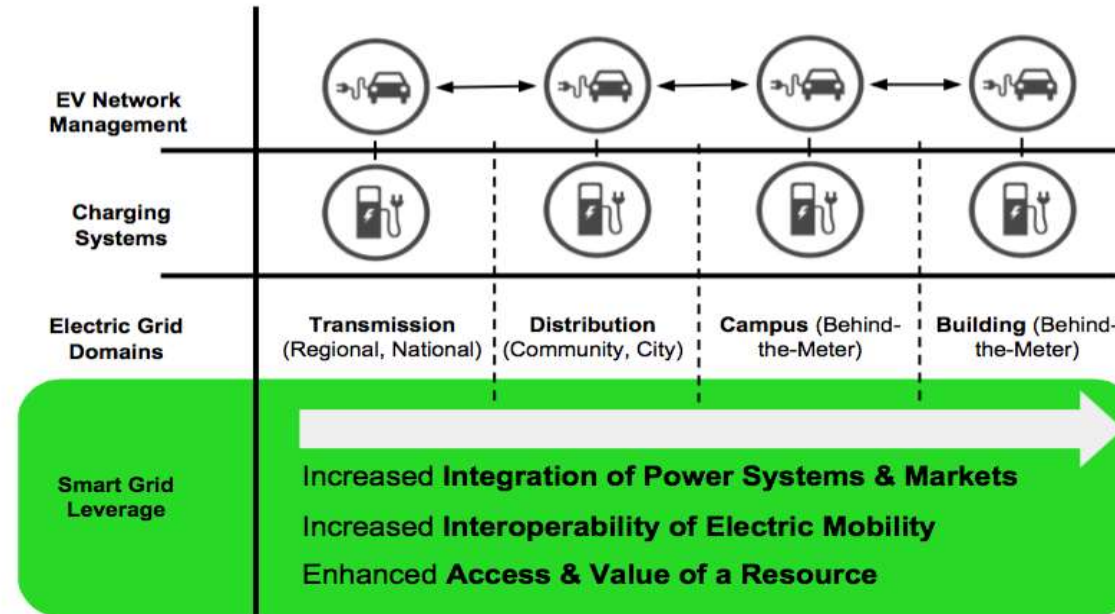 EV Network
Management
Charging
Systems
Electric Grid
Domains
Transmission
(Regional, National)
Distribution
(Community, City)
Campus (Behind-
the-Meter)
Building (Behind-
the-Meter)
Smart Grid
Leverage
Increased Integration of Power Systems & Markets
Increased Interoperability of Electric Mobility
Enhanced Access & Value of a Resource